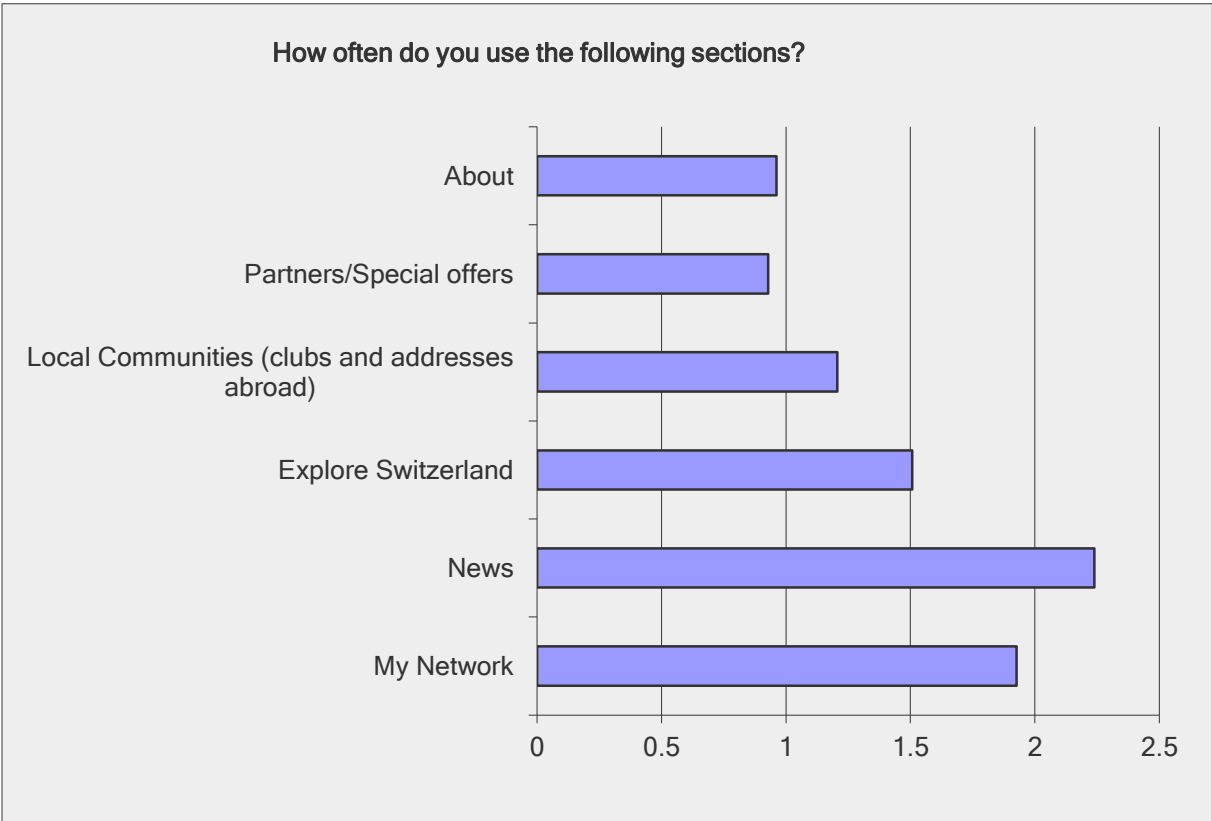 How often do you use the following sections?
About
Partners/Special offers
Local Communities (clubs and addresses
abroad)
Explore Switzerland
News
My Network
0 0.5 1 1.5 2 2.5